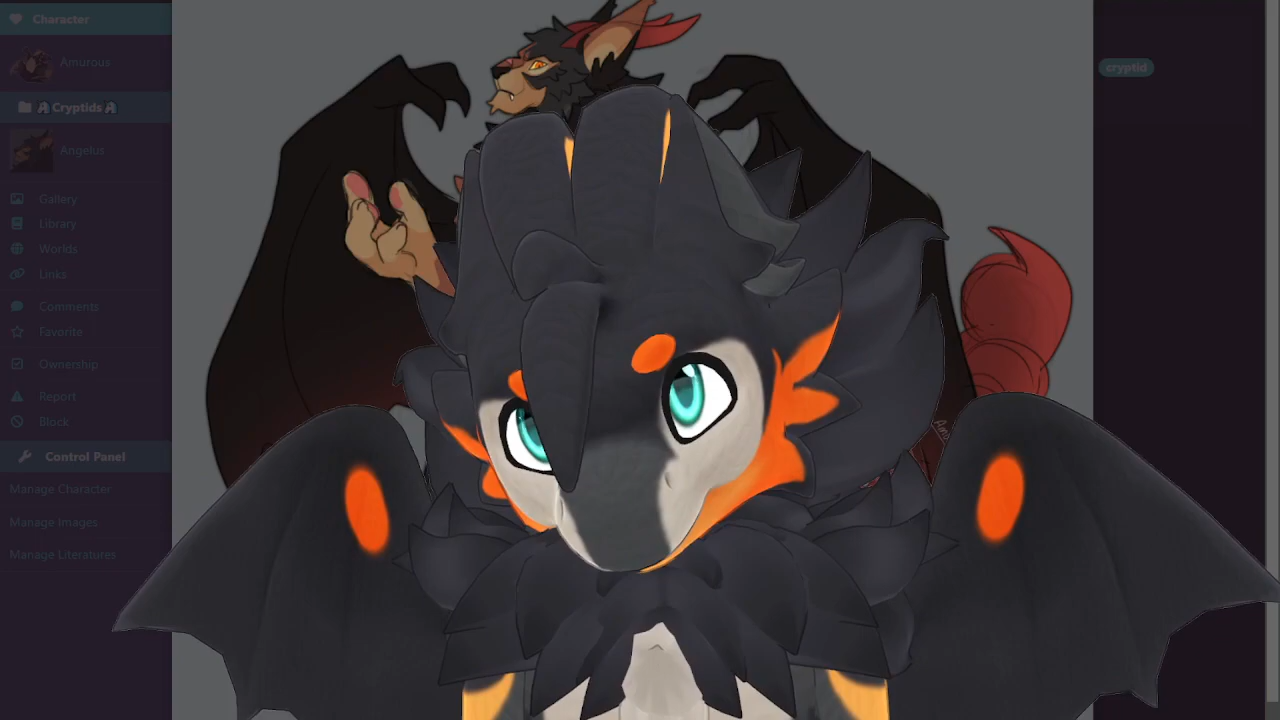 Character
Amurous
Cryptids
Angelus
Gallery
Library
Worlds
Links
Comments
Favorite
Ownership
Report
Block
Control Panel
Manage Character
Manage Images
Manage Literatures
cryptid